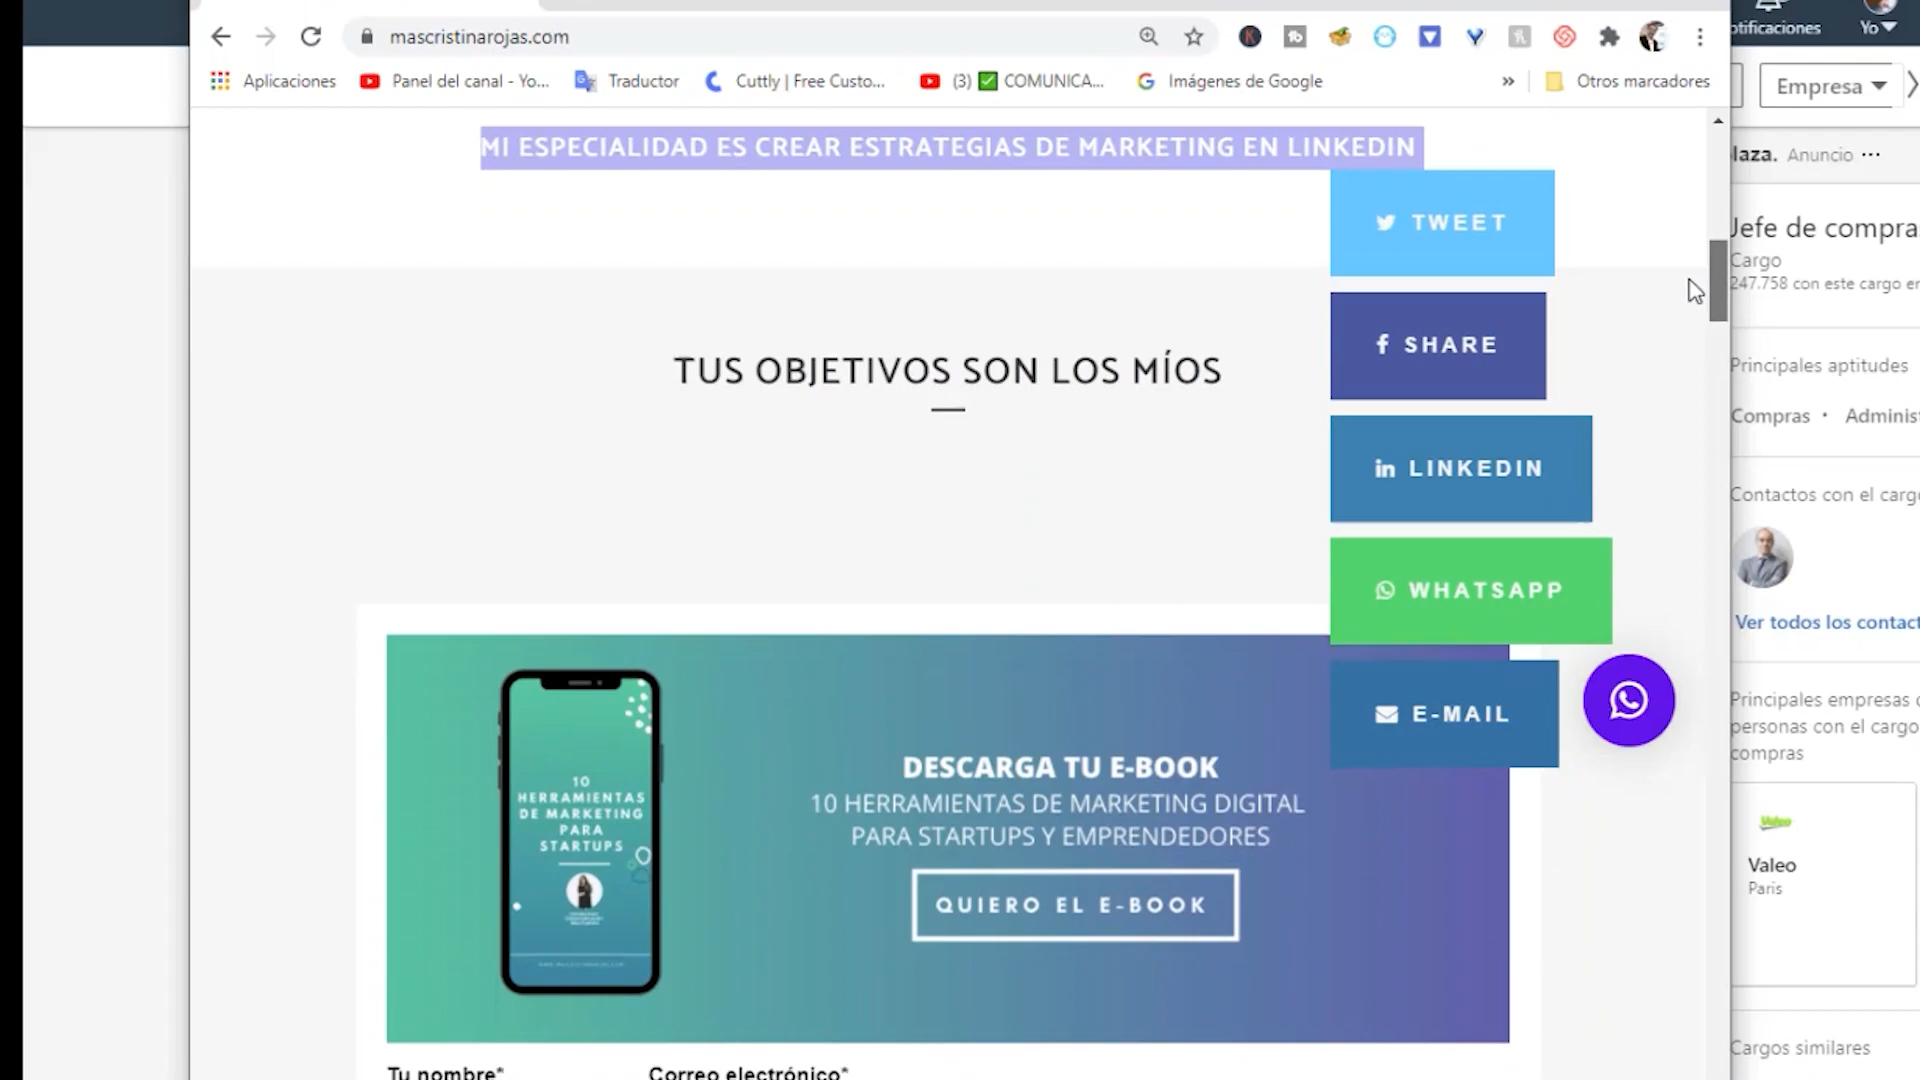 mascristinarojas.com
Aplicaciones
Panel del canal - Yo...
Traductor
Cuttly | Free Custo...
(3) ✅ COMUNICA...
Imágenes de Google
Otros marcadores
MI ESPECIALIDAD ES CREAR ESTRATEGIAS DE MARKETING EN LINKEDIN
TWEET
SHARE
LINKEDIN
WHATSAPP
E-MAIL
TUS OBJETIVOS SON LOS MÍOS
10
HERRAMIENTAS
DE MARKETING
PARA
STARTUPS
DESCARGA TU E-BOOK
10 HERRAMIENTAS DE MARKETING DIGITAL
PARA STARTUPS Y EMPRENDEDORES
QUIERO EL E-BOOK
Tu nombre*
Correo electrónico*
otificaciones
Yo
Empresa
laza. Anuncio ...
Jefe de compra
Cargo
247.758 con este cargo e
Principales aptitudes
Compras · Adminis
Contactos con el carg
Ver todos los contact
Principales empresas
personas con el cargo
compras
Valeo
Valeo
Paris
Cargos similares